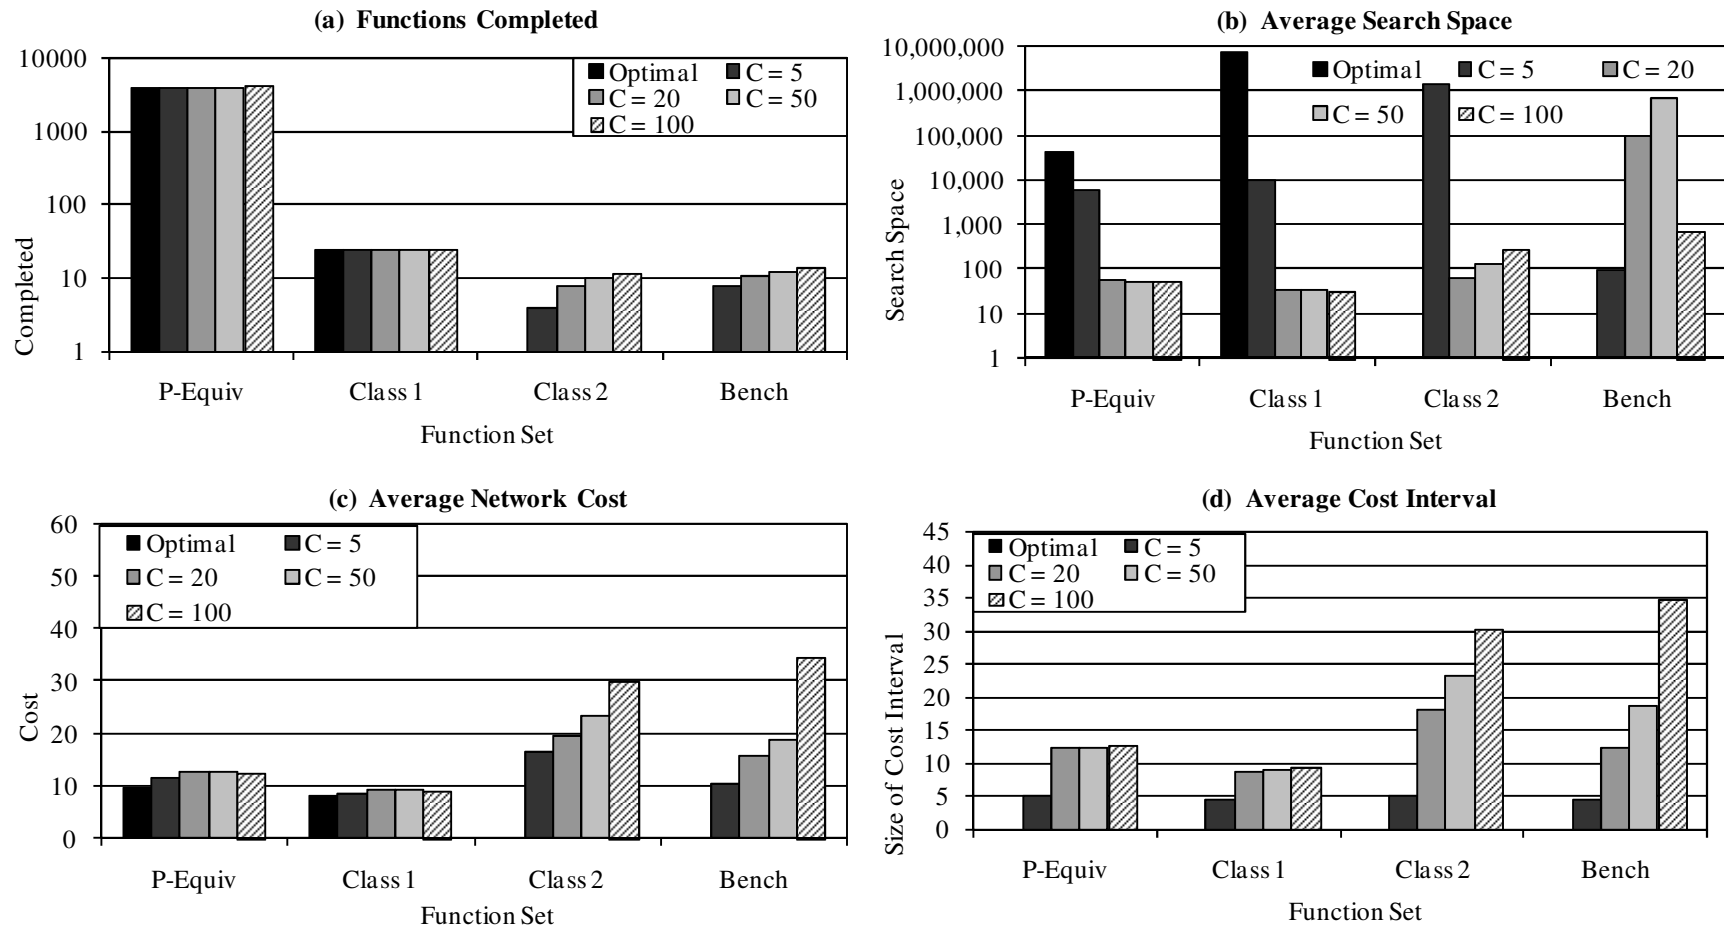 (a) Functions Completed
10000
1000
100
10
1
Completed
Optimal C = 5
C = 20 C = 50
C = 100
P-Equiv Class 1 Class 2 Bench
Function Set
(b) Average Search Space
10,000,000
1,000,000
100,000
10,000
1,000
100
10
1
Search Space
Optimal C = 5 C = 20
C = 50 C = 100
P-Equiv Class 1 Class 2 Bench
Function Set
(c) Average Network Cost
60
50
40
30
20
10
0
Cost
Optimal C = 5
C = 20 C = 50
C = 100
P-Equiv Class 1 Class 2 Bench
Function Set
(d) Average Cost Interval
45
40
35
30
25
20
15
10
5
0
Size of Cost Interval
Optimal C = 5
C = 20 C = 50
C = 100
P-Equiv Class 1 Class 2 Bench
Function Set